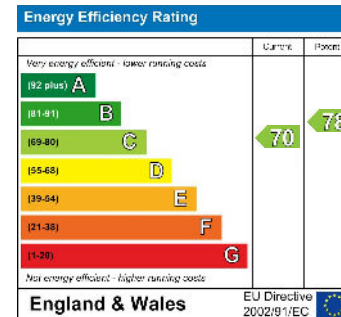 Energy Efficiency Rating
Current
Very energy efficient - lower running costs
(92 plus) A
(81-91) B
(69-80) C
(55-68) D
(39-54) E
(21-38) F
(1-20) G
70
78
Not energy efficient - higher running costs
England & Wales
EU Directive
2002/91/EC